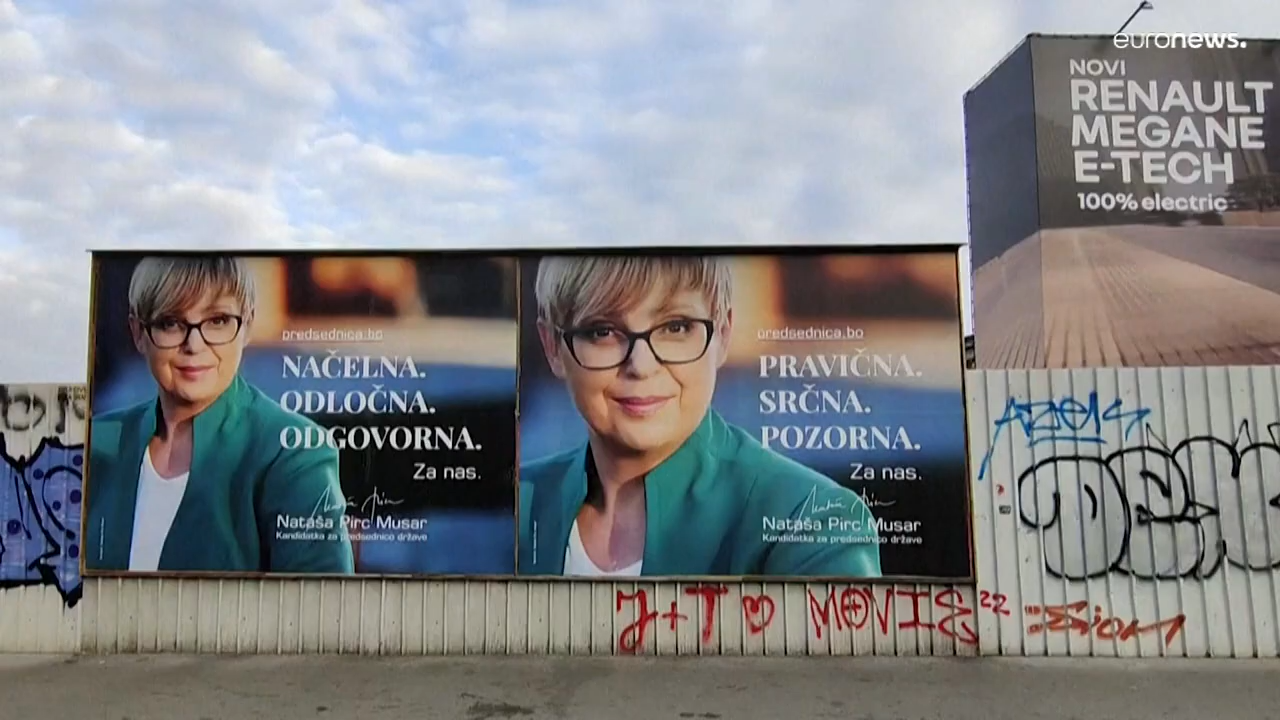 euronews.
NOVI
RENAULT
MEGANE
E-TECH
100% electric
predsednica.bo
NAČELNA.
ODLOČNA.
ODGOVORNA.
Za nas.
Nataša Pirc Musar
Kandidatka za predsednico države
predsednica.bo
PRAVIČNA.
SRČNA.
POZORNA.
Za nas.
Nataša Pirc Musar
Kandidatka za predsednico države
J+T ♡ MOVIE 22